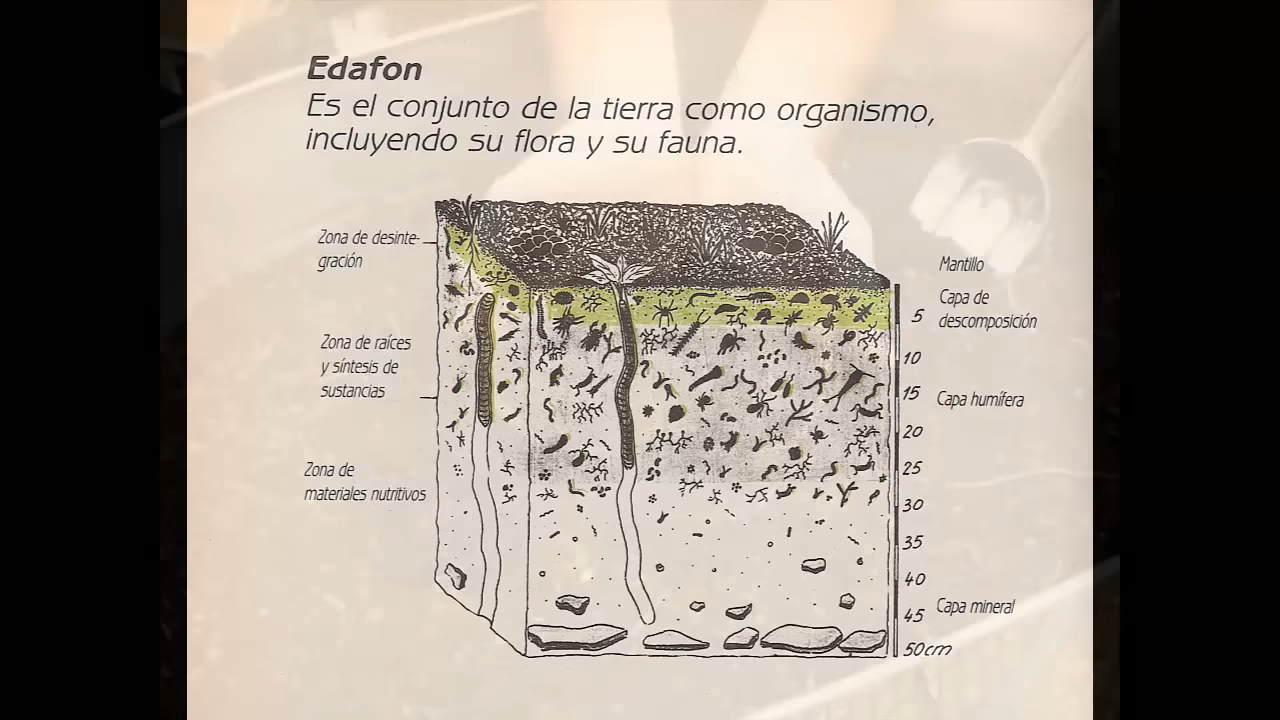 Edafon
Es el conjunto de la tierra como organismo,
incluyendo su flora y su fauna.
Zona de desinte-
gración
Zona de raíces
y síntesis de
sustancias
Zona de
materiales nutritivos
Mantillo
Capa de
descomposición
Capa humífera
Capa mineral
5
10
15
20
25
30
35
40
45
50cm